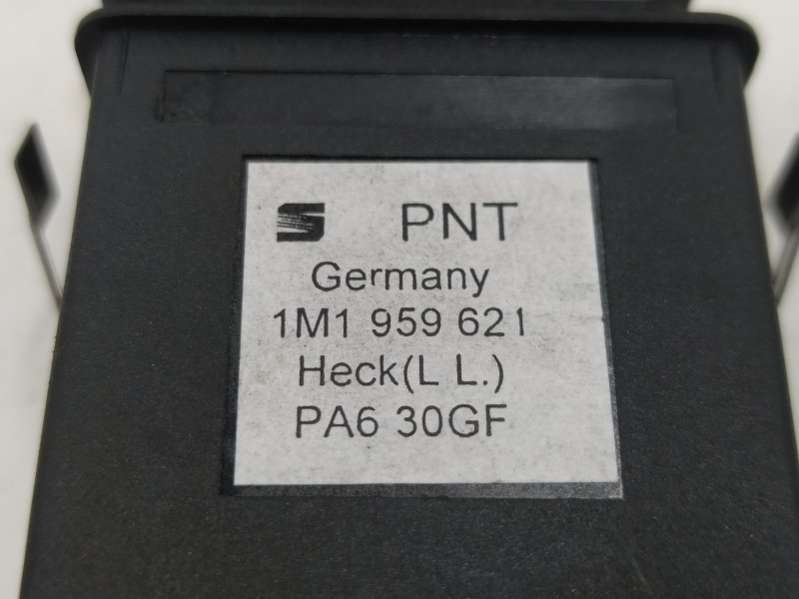 PNT
Germany
1M1 959 621
Heck(L L.)
PA6 30GF